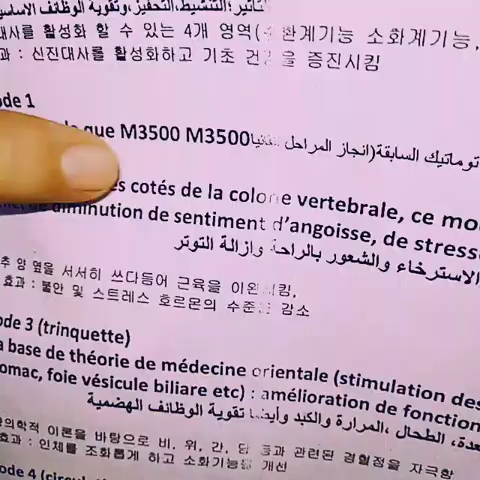 تأثير؛التنشيط،التحفيز،وتقوية الوظائف الاساسية
대사를 활성화 할 수 있는 4개 영역( 환계기능 소화계기능,
과 : 신진대사를 활성화하고 기초 건 을 증진시킴
ode 1
que M3500 M3500 توماتيك السابقة(انجاز المراحل
es cotés de la colonne vertebrale, ce mo
de diminution de sentiment d'angoisse, de stress
الاسترخاء والشعور بالراحة وازالة التوتر
추 양 옆을 서서히 쓰다듬어 근육을 이완시킴,
효과 : 불안 및 스트레스 호르몬의 수준 감소
ode 3 (trinquette)
a base de théorie de médecine orientale (stimulation des
omac, foie vésicule biliare etc) : amélioration de fonction
عدة، الطحال ،المرارة والكبد وأيضا تقوية الوظائف الهضمية
의학적 이론을 바탕으로 비, 위, 간, 담 등과 관련된 경혈점을 자극함
효과 : 인체를 조화롭게 하고 소화기능을 개선
ode 4